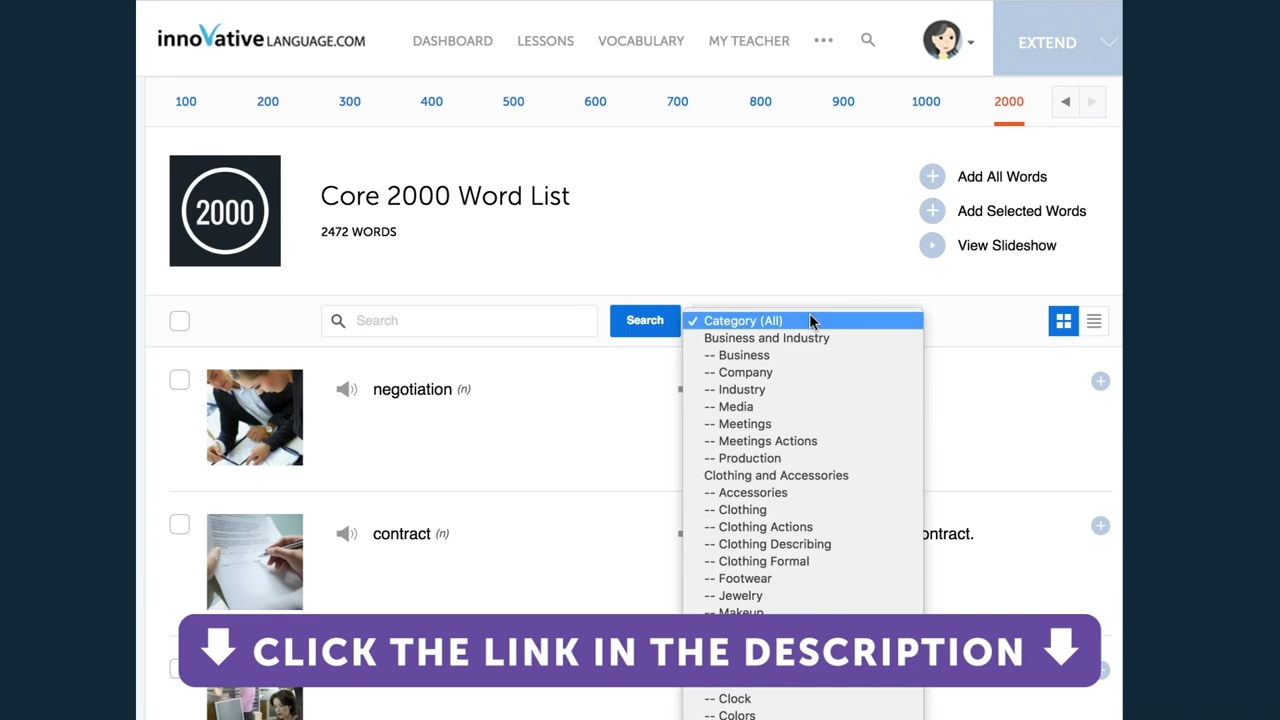 innovative LANGUAGE.COM
DASHBOARD LESSONS VOCABULARY MY TEACHER
EXTEND
100 200 300 400 500 600 700 800 900 1000 2000
2000
Core 2000 Word List
2472 WORDS
Add All Words
Add Selected Words
View Slideshow
Search
Search
Category (All)
Business and Industry
-- Business
-- Company
-- Industry
-- Media
-- Meetings
-- Meetings Actions
-- Production
Clothing and Accessories
-- Accessories
-- Clothing
-- Clothing Actions
-- Clothing Describing
-- Clothing Formal
-- Footwear
-- Jewelry
-- Makeup
negotiation (n)
contract (n)
ontract.
CLICK THE LINK IN THE DESCRIPTION
-- Clock
-- Colors